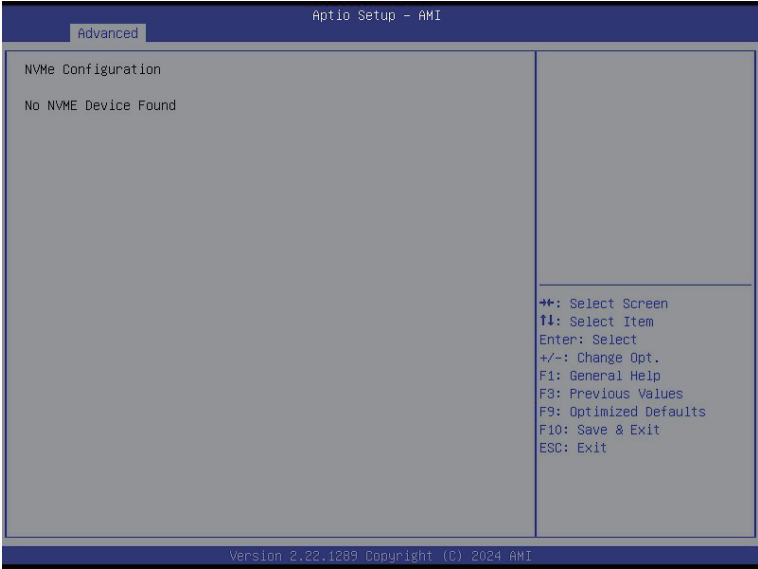 Aptio Setup – AMI
Advanced
NVMe Configuration
No NVME Device Found
→←: Select Screen
↑↓: Select Item
Enter: Select
+/-: Change Opt.
F1: General Help
F3: Previous Values
F9: Optimized Defaults
F10: Save & Exit
ESC: Exit
Version 2.22.1289 Copyright (C) 2024 AMI